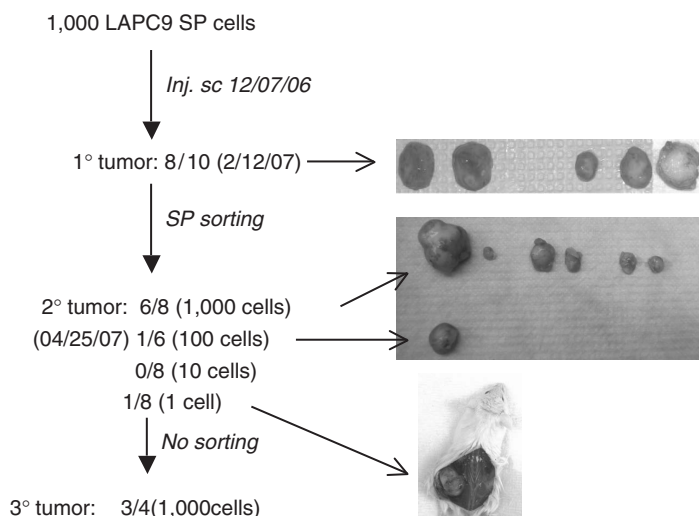 1,000 LAPC9 SP cells
Inj. sc 12/07/06
1° tumor: 8/10 (2/12/07)
SP sorting
2° tumor: 6/8 (1,000 cells)
(04/25/07) 1/6 (100 cells)
0/8 (10 cells)
1/8 (1 cell)
No sorting
3° tumor: 3/4(1,000cells)